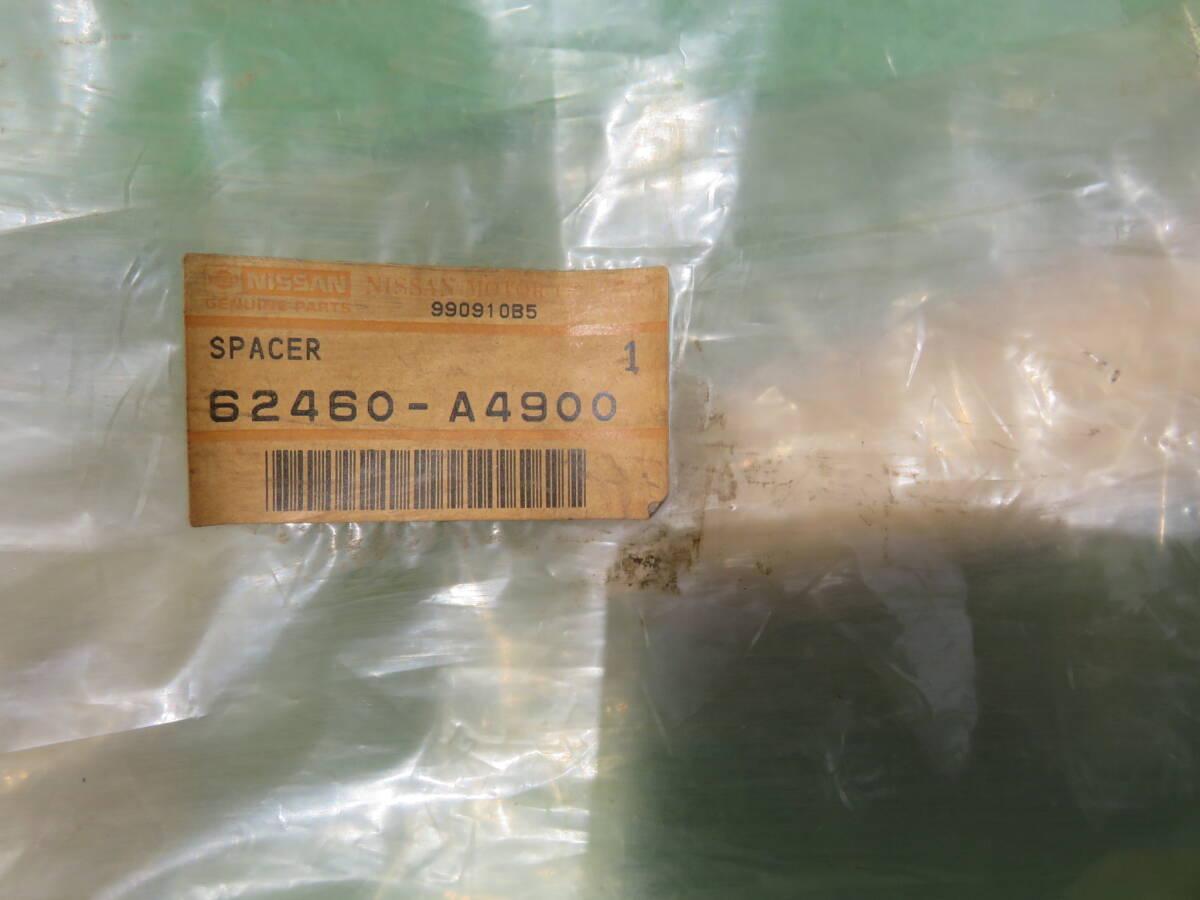 NISSAN NISSAN MOTOR
GENUINE PARTS 990910B5
SPACER 1
62460-A4900